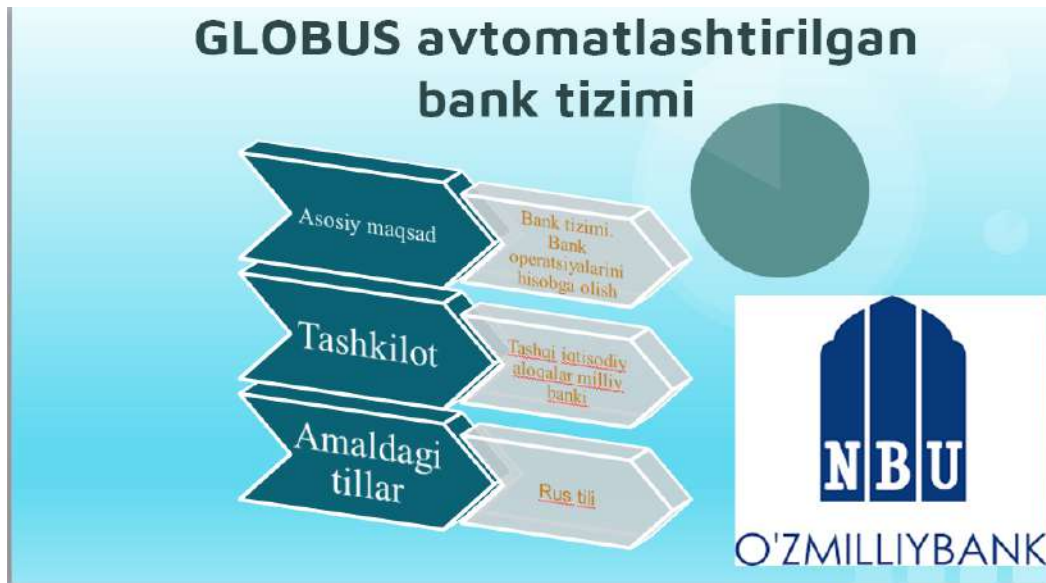 GLOBUS avtomatlashtirilgan
bank tizimi
Asosiy maqsad
Bank tizimi.
Bank
operatsiyalarini
hisobga olish
Tashkilot
Tashqi iqtisodiy
aloqalar milliy
banki
Amaldagi
tillar
Rus tili
NBU
O'ZMILLIYBANK